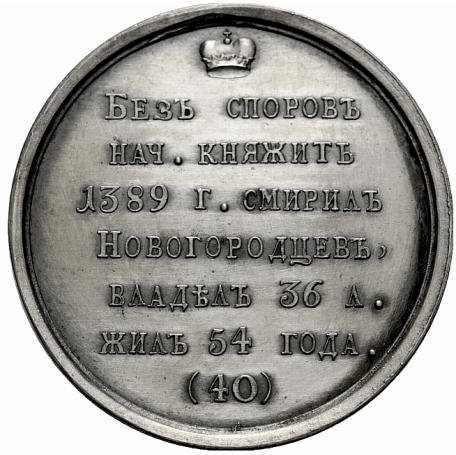 БЕЗЪ СПОРОВЪ
НАЧ. КНЯЖИТЬ
1389 Г. СМИРИЛЪ
НОВОГОРОДЦЕВЪ,
ВЛАДѢЛЪ 36 Л.
ЖИЛЪ 54 ГОДА.
(40)